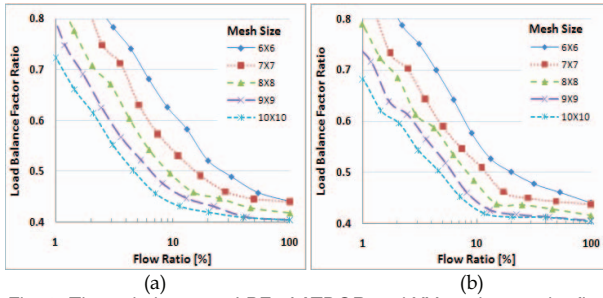 0.8
0.7
0.6
0.5
0.4
Load Balance Factor Ratio
Mesh Size
6X6
7X7
8X8
9X9
10X10
1
10
100
Flow Ratio [%]
(a)
0.8
0.7
0.6
0.5
0.4
Load Balance Factor Ratio
Mesh Size
6X6
7X7
8X8
9X9
10X10
1
10
100
Flow Ratio [%]
(b)